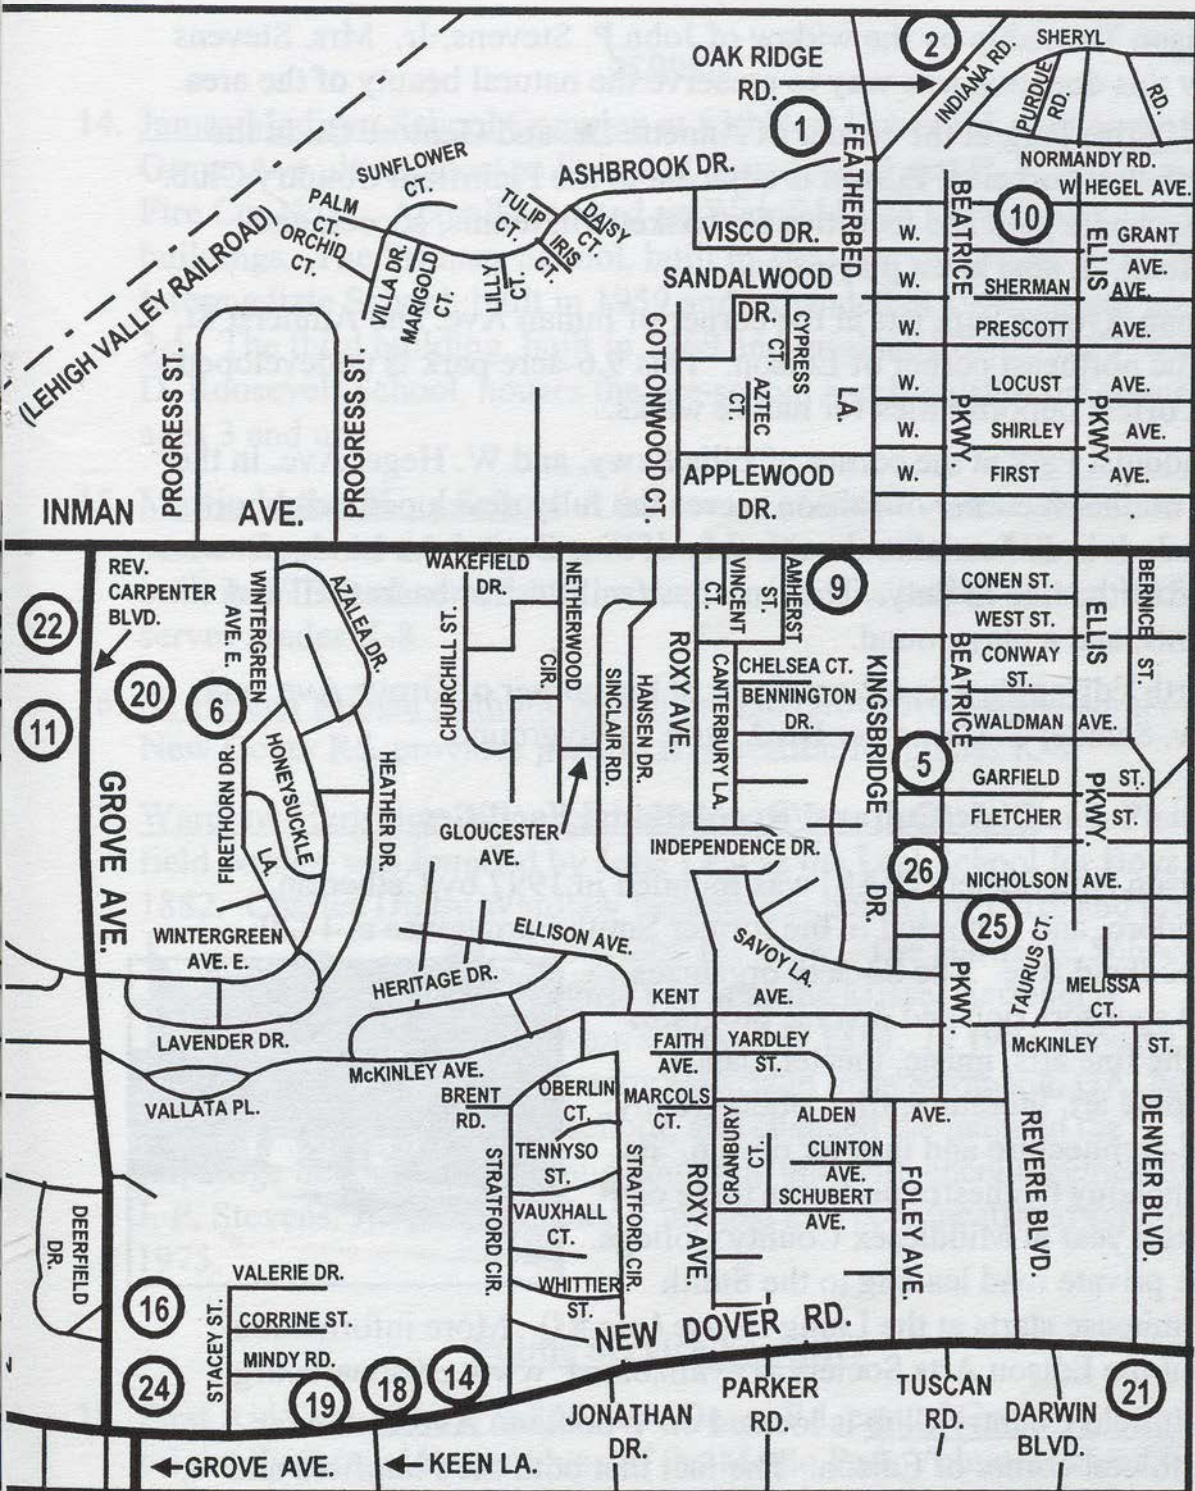 2
SHERYL
OAK RIDGE
RD.
INDIANA RD.
PURDUE
RD.
RD.
1
NORMANDY RD.
ASHBROOK DR.
FEATHERBED
LA.
W HEGEL AVE.
10
SUNFLOWER
CT.
PALM
CT.
ORCHID
CT.
TULIP
CT.
DAISY
CT.
IRIS
CT
VISCO DR.
W.
BEATRICE
PKWY.
ELLIS
PKWY.
GRANT
AVE.
(LEHIGH VALLEY RAILROAD)
VILLA DR.
MARIGOLD
CT.
LILLY
CT
SANDALWOOD
DR.
W.
SHERMAN
AVE.
CYPRESS
CT.
W.
PRESCOTT
AVE.
COTTONWOOD CT.
AZTEC
CT.
W.
LOCUST
AVE.
W.
SHIRLEY
AVE.
PROGRESS ST
PROGRESS ST.
APPLEWOOD
DR.
W.
FIRST
AVE.
INMAN
AVE.
REV.
CARPENTER
BLVD.
22
WINTERGREEN
AVE. E.
AZALEA DR.
WAKEFIELD
DR.
CHURCHILL ST.
NETHERWOOD
CIR.
VINCENT
CT.
AMHERST
ST.
9
CONEN ST.
WEST ST.
BERNICE
ST.
20
6
11
SINCLAIR RD.
HANSEN DR.
ROXY AVE.
CANTERBURY LA.
CHELSEA CT.
BENNINGTON
DR.
KINGSBRIDGE
DR.
BEATRICE
PKWY.
CONWAY
ST.
ELLIS
PKWY.
WALDMAN AVE.
5
GARFIELD
ST.
FLETCHER
ST.
GROVE AVE.
FIRETHORN DR
HONEYSUCKLE
LA.
HEATHER DR.
GLOUCESTER
AVE.
INDEPENDENCE DR.
26
NICHOLSON AVE.
25
WINTERGREEN
AVE. E.
ELLISON AVE.
HERITAGE DR.
SAVOY LA.
TAURUS CT.
KENT
AVE.
MELISSA
CT.
LAVENDER DR.
McKINLEY AVE.
FAITH
AVE.
YARDLEY
ST.
McKINLEY
ST.
VALLATA PL.
BRENT
RD.
OBERLIN
CT.
MARCOLS
CT.
CRANBURY
CT.
ALDEN
AVE.
REVERE BLVD.
DENVER BLVD.
TENNYSO
ST.
CLINTON
AVE.
SCHUBERT
AVE.
STRATFORD CIR.
STRATFORD CIR.
ROXY AVE.
FOLEY AVE.
VAUXHALL
CT.
DEERFIELD
DR.
WHITTIER
ST.
VALERIE DR.
16
STACEY ST.
CORRINE ST.
NEW DOVER RD.
MINDY RD.
24
19
18
14
PARKER
RD.
TUSCAN
RD.
21
JONATHAN
DR.
DARWIN
BLVD.
GROVE AVE.
KEEN LA.